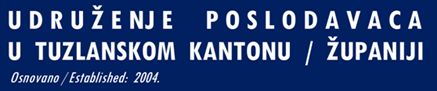 UDRUŽENJE POSLODAVACA
U TUZLANSKOM KANTONU / ŽUPANIJI
Osnovano / Established: 2004.